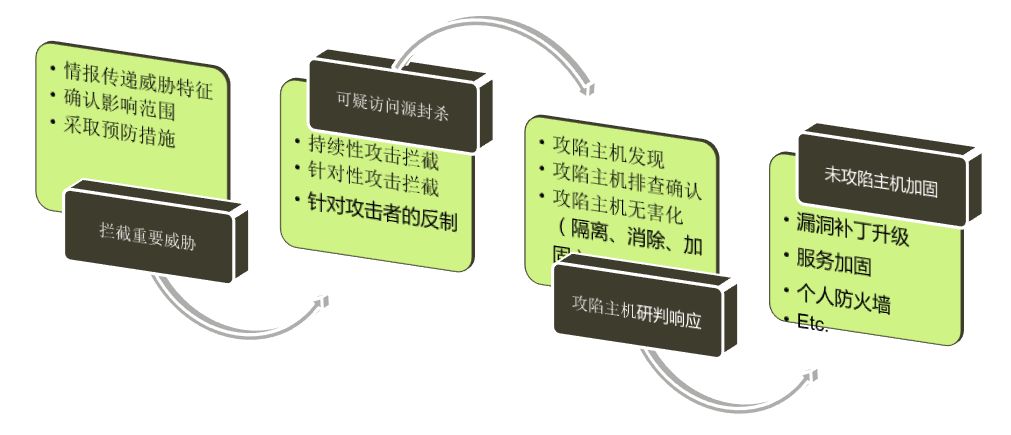 • 情报传递威胁特征
• 确认影响范围
• 采取预防措施
拦截重要威胁
可疑访问源封杀
• 持续性攻击拦截
• 针对性攻击拦截
• 针对攻击者的反制
• 攻陷主机发现
• 攻陷主机排查确认
• 攻陷主机无害化
（隔离、消除、加
固）
攻陷主机研判响应
未攻陷主机加固
• 漏洞补丁升级
• 服务加固
• 个人防火墙
• Etc.